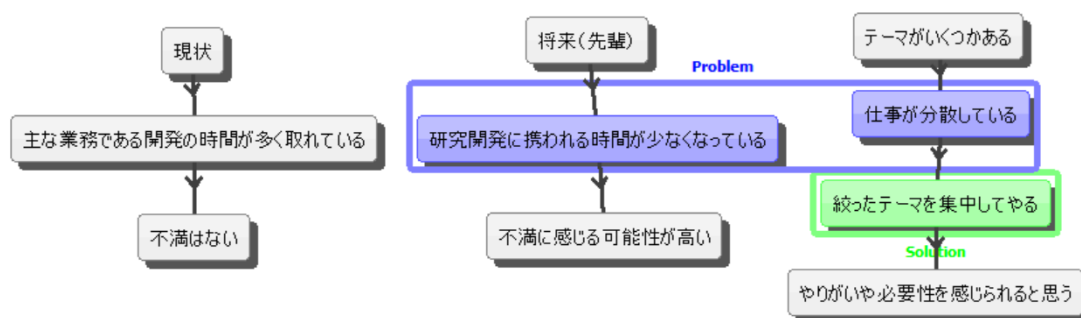 現状
主な業務である開発の時間が多く取れている
不満はない
将来(先輩)
Problem
研究開発に携われる時間が少なくなっている
不満に感じる可能性が高い
テーマがいくつかある
仕事が分散している
絞ったテーマを集中してやる
Solution
やりがいや必要性を感じられると思う